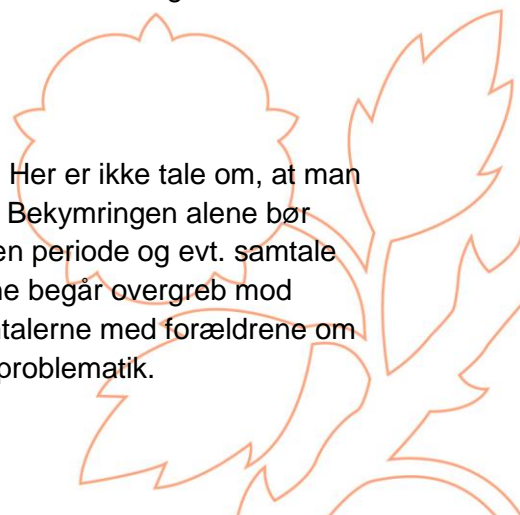 Her er ikke tale om, at man
Bekymringen alene bør
en periode og evt. samtale
ne begår overgreb mod
talerne med forældrene om
problematik.